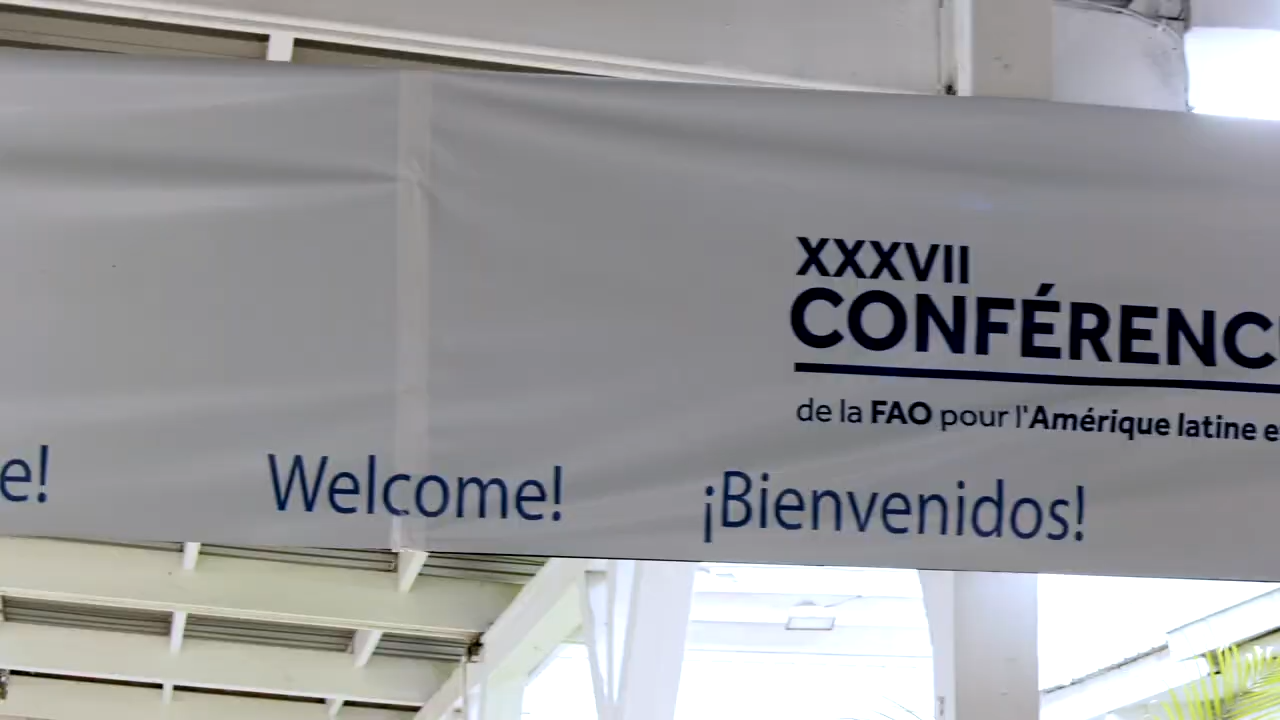 XXXVII
CONFÉRENC
de la FAO pour l'Amérique latine e
e! Welcome! ¡Bienvenidos!